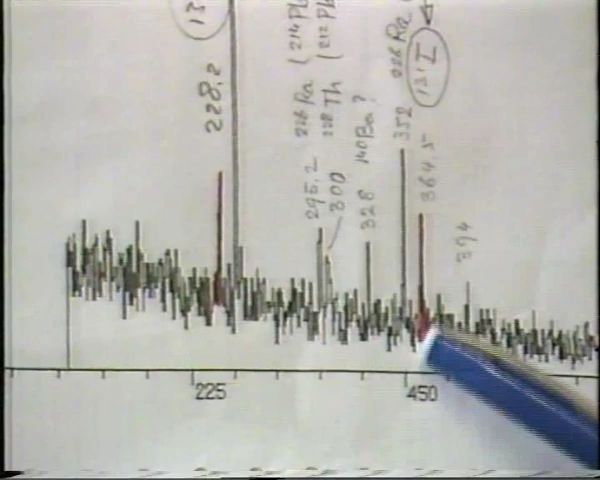 13
228,2
295.2 226Ra (214Pb
300 228Th (212Pb
328 140Ba ?
352 226Ra (
364.5 131I
394
225
450